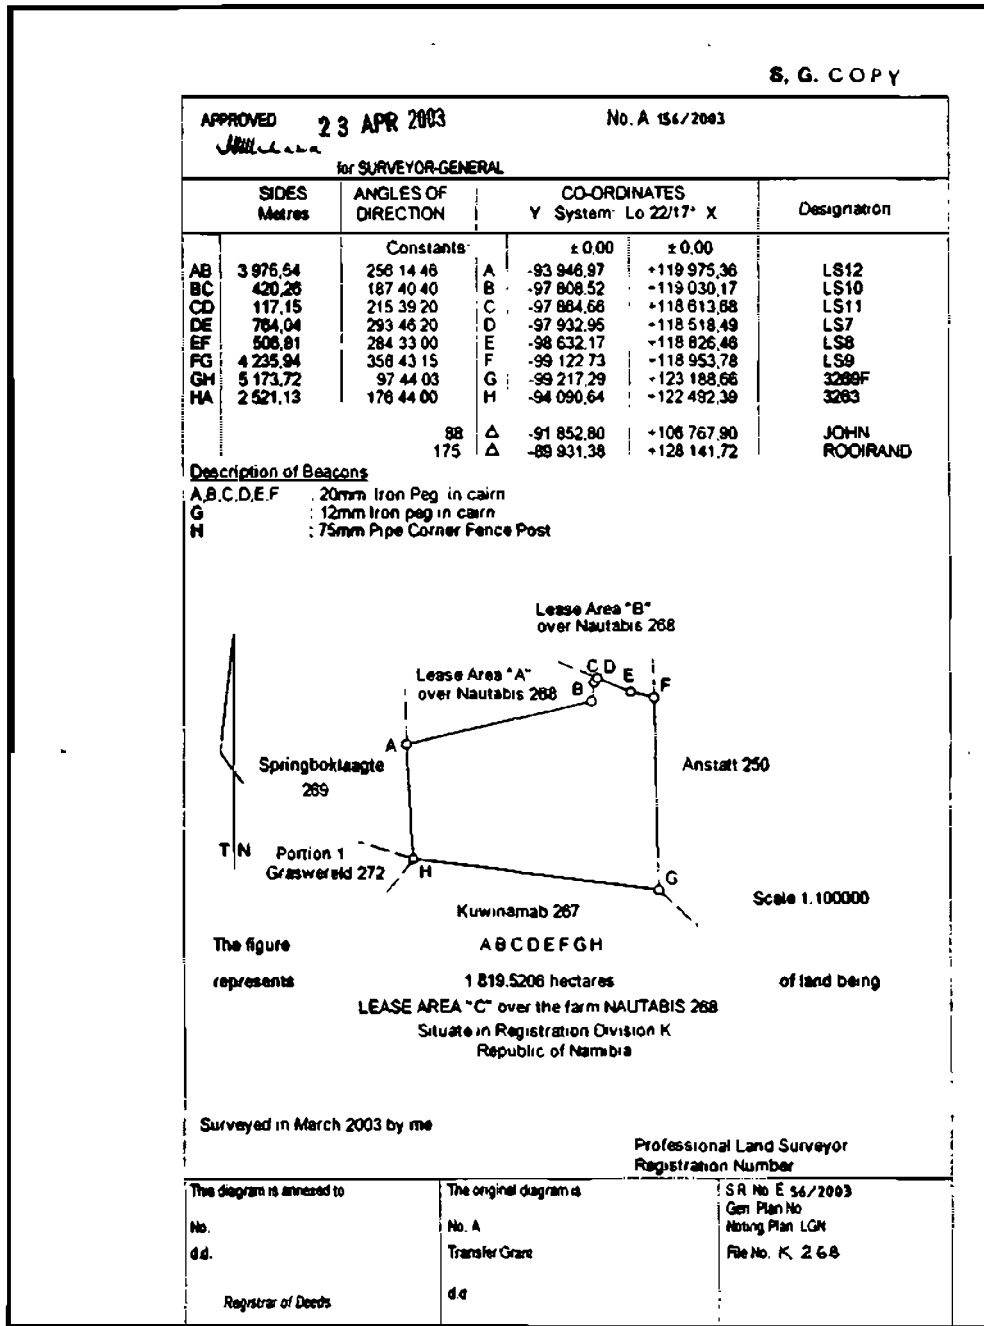 S. G. COPY
APPROVED 23 APR 2003 No. A 156/2003
for SURVEYOR-GENERAL
SIDES Metres ANGLES OF DIRECTION CO-ORDINATES Y System: Lo 22/17° X Designation
Constants ± 0,00 ± 0,00
AB 3 976,54 256 14 46 A -93 946,97 +119 975,36 LS12
BC 420,26 187 40 40 B -97 808,52 +119 030,17 LS10
CD 117,15 215 39 20 C -97 864,66 +118 613,68 LS11
DE 764,04 293 46 20 D -97 932,95 +118 518,49 LS7
EF 506,81 284 33 00 E -98 632,17 +118 826,46 LS8
FG 4 235,94 358 43 15 F -99 122 73 +118 953,78 LS9
GH 5 173,72 97 44 03 G -99 217,29 +123 188,66 3269F
HA 2 521,13 176 44 00 H -94 090,64 +122 492,39 3263
88 Δ -91 852,80 +106 767,90 JOHN
175 Δ -89 931,38 +128 141,72 ROOIRAND
Description of Beacons
A,B,C,D,E,F : 20mm Iron Peg in cairn
G : 12mm Iron peg in cairn
H : 75mm Pipe Corner Fence Post
Lease Area "B"
over Nautabis 268
Lease Area "A"
over Nautabis 268
C D
E
F
B
A
Springboklaagte
269
Anstatt 250
T N
Portion 1
Graswereld 272
H
G
Scale 1:100000
Kuwinamab 267
The figure A B C D E F G H
represents 1 819.5206 hectares of land being
LEASE AREA "C" over the farm NAUTABIS 268
Situate in Registration Division K
Republic of Namibia
Surveyed in March 2003 by me
Professional Land Surveyor
Registration Number
This diagram is annexed to
No.
d.d.
Registrar of Deeds
The original diagram is
No. A
Transfer/Grant
d.d
S R No E 56/2003
Gen Plan No
Noting Plan LGN
File No. K 268